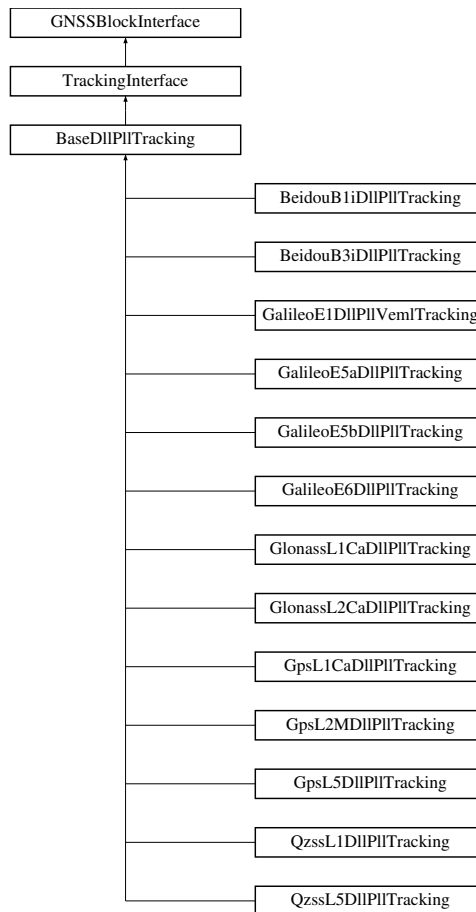 GNSSBlockInterface
TrackingInterface
BaseDllPllTracking
BeidouB1iDllPllTracking
BeidouB3iDllPllTracking
GalileoE1DllPllVemlTracking
GalileoE5aDllPllTracking
GalileoE5bDllPllTracking
GalileoE6DllPllTracking
GlonassL1CaDllPllTracking
GlonassL2CaDllPllTracking
GpsL1CaDllPllTracking
GpsL2MDllPllTracking
GpsL5DllPllTracking
QzssL1DllPllTracking
QzssL5DllPllTracking